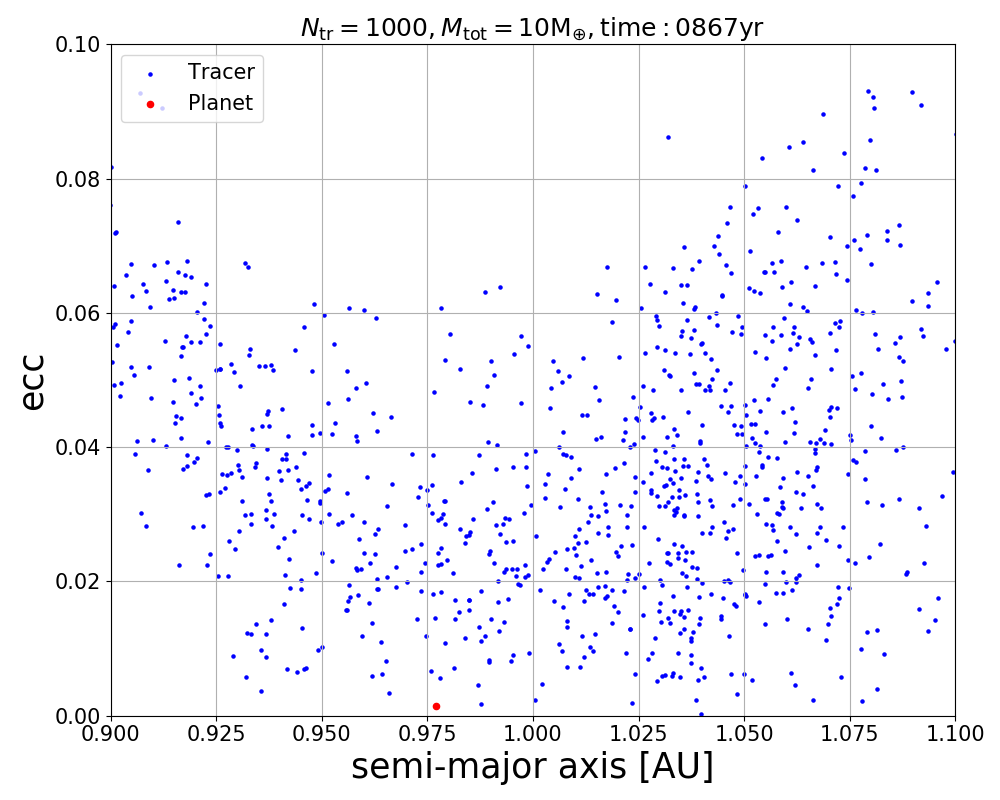 N_tr = 1000, M_tot = 10M_⊕, time : 0867yr
Tracer
Planet
ecc
0.10
0.08
0.06
0.04
0.02
0.00
0.900 0.925 0.950 0.975 1.000 1.025 1.050 1.075 1.100
semi-major axis [AU]